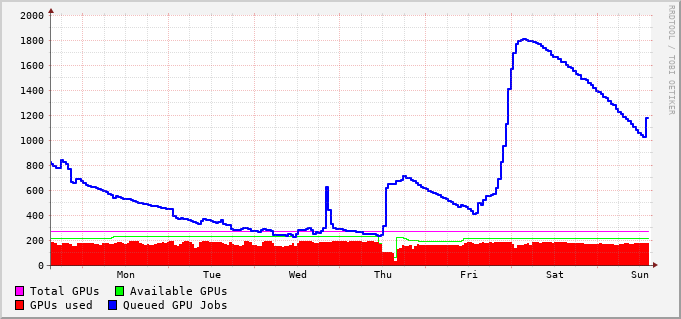 2000
1800
1600
1400
1200
1000
800
600
400
200
0
Mon Tue Wed Thu Fri Sat Sun
RRDTOOL / TOBI OETIKER
Total GPUs Available GPUs
GPUs used Queued GPU Jobs